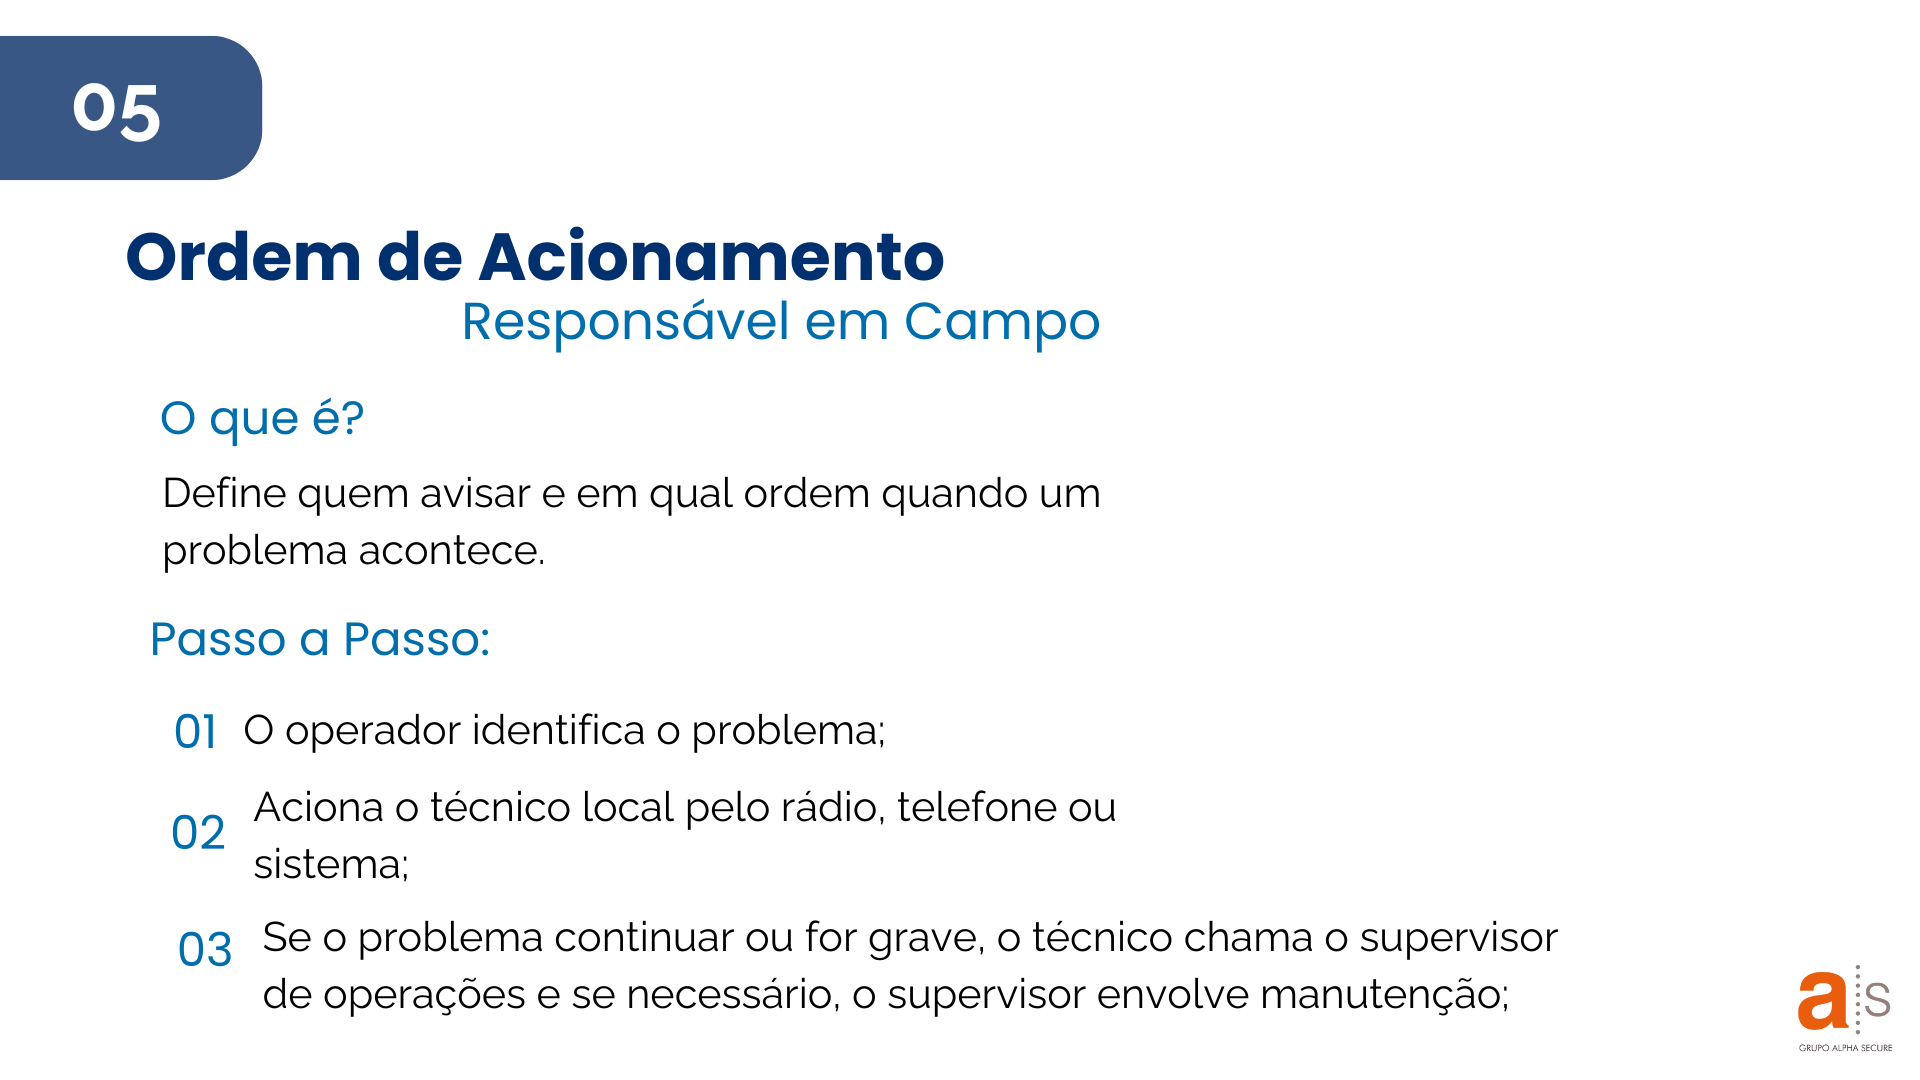 05
Ordem de Acionamento
Responsável em Campo
O que é?
Define quem avisar e em qual ordem quando um
problema acontece.
Passo a Passo:
01 O operador identifica o problema;
02 Aciona o técnico local pelo rádio, telefone ou
sistema;
03 Se o problema continuar ou for grave, o técnico chama o supervisor
de operações e se necessário, o supervisor envolve manutenção;
a s
GRUPO ALPHA SECURE